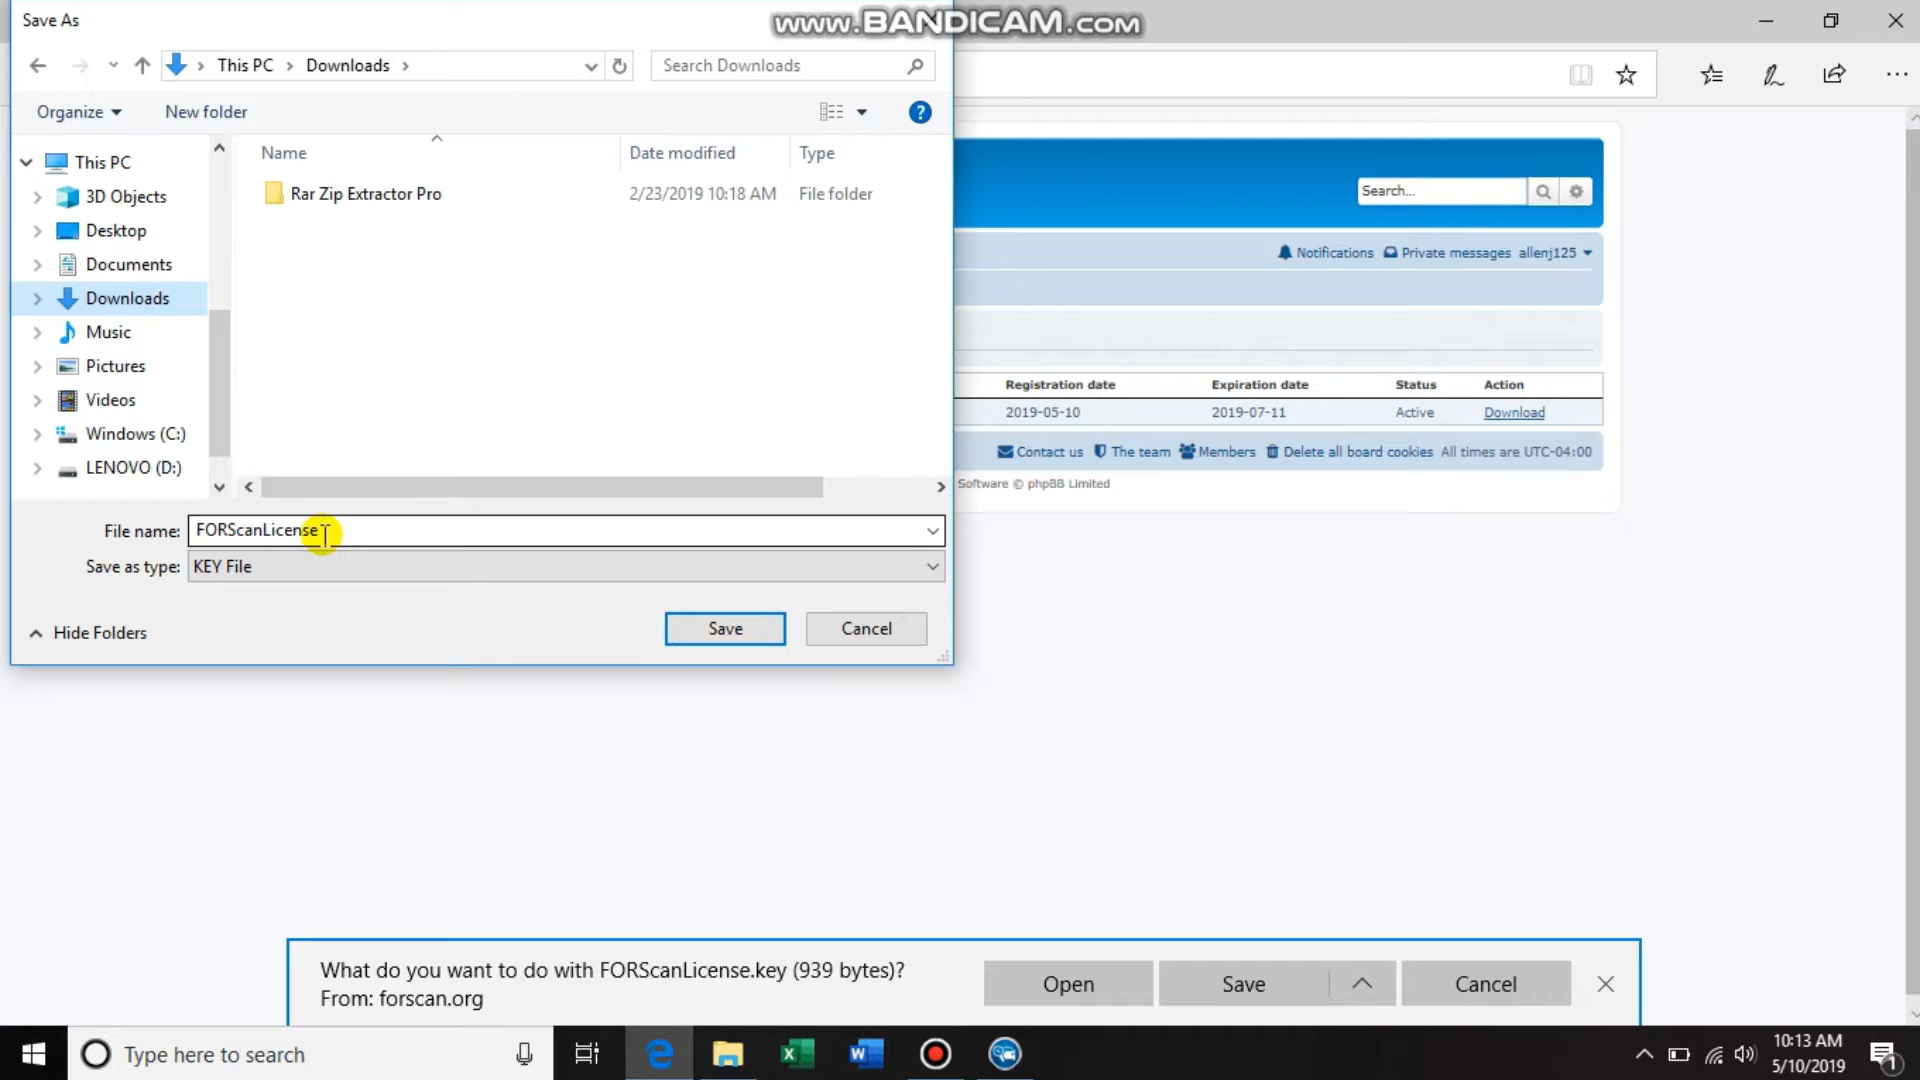 Save As
www.BANDICAM.com
This PC > Downloads >
Search Downloads
Organize
New folder
Name
Date modified
Type
This PC
Rar Zip Extractor Pro
2/23/2019 10:18 AM
File folder
3D Objects
Desktop
Documents
Downloads
Music
Pictures
Videos
Windows (C:)
LENOVO (D:)
File name:
FORScanLicense
Save as type:
KEY File
Hide Folders
Save
Cancel
Search...
Notifications
Private messages
allenj125
Registration date
Expiration date
Status
Action
2019-05-10
2019-07-11
Active
Download
Contact us
The team
Members
Delete all board cookies
All times are UTC-04:00
Software © phpBB Limited
What do you want to do with FORScanLicense.key (939 bytes)?
From: forscan.org
Open
Save
Cancel
Type here to search
10:13 AM
5/10/2019
1